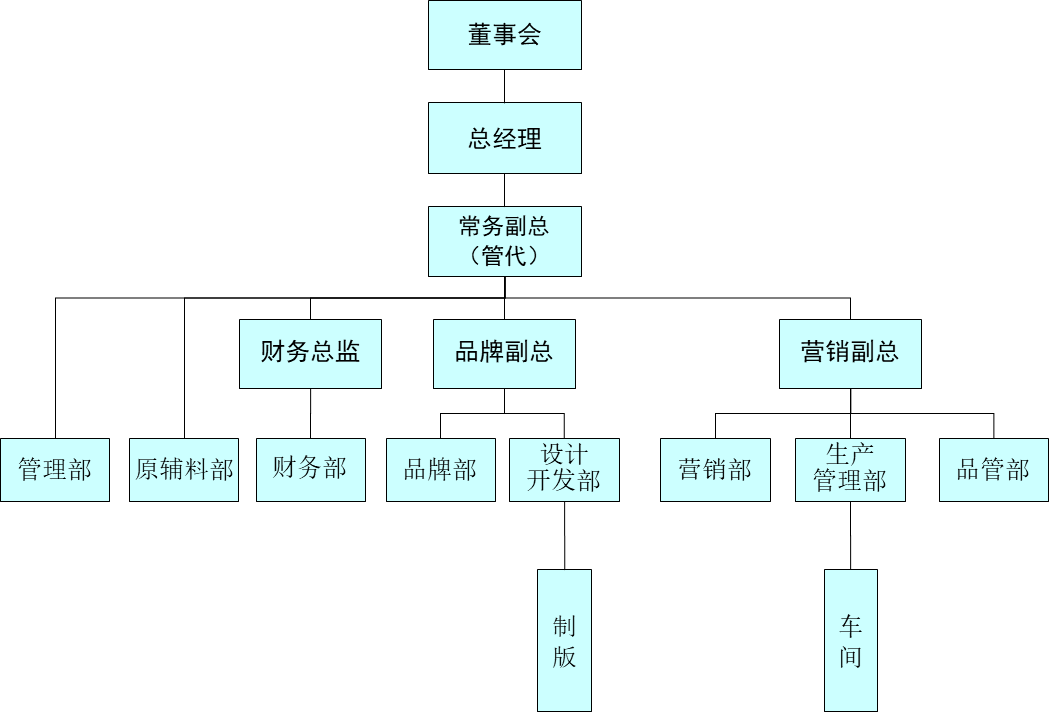 董事会
总经理
常务副总
（管代）
财务总监
品牌副总
营销副总
管理部
原辅料部
财务部
品牌部
设计
开发部
营销部
生产
管理部
品管部
制
版
车
间